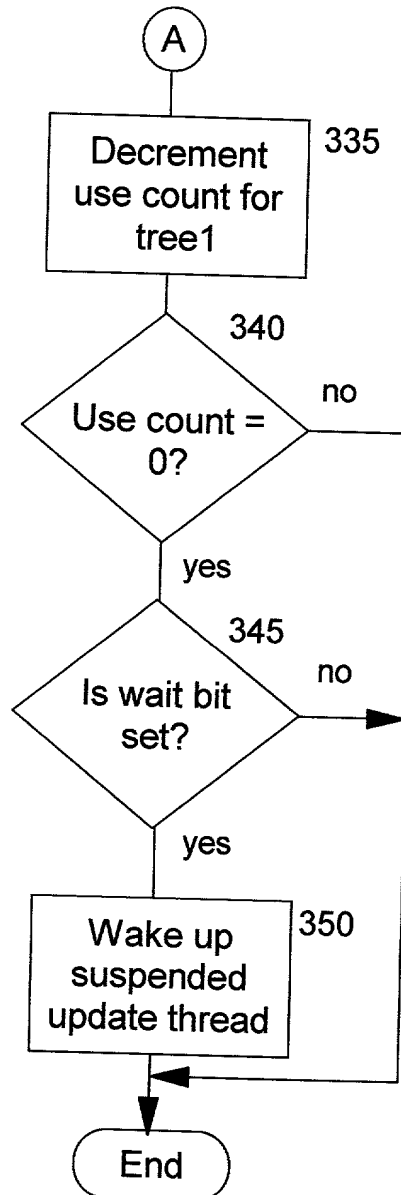 A
335
Decrement
use count for
tree1
340
no
Use count =
0?
yes
345
no
Is wait bit
set?
yes
350
Wake up
suspended
update thread
End